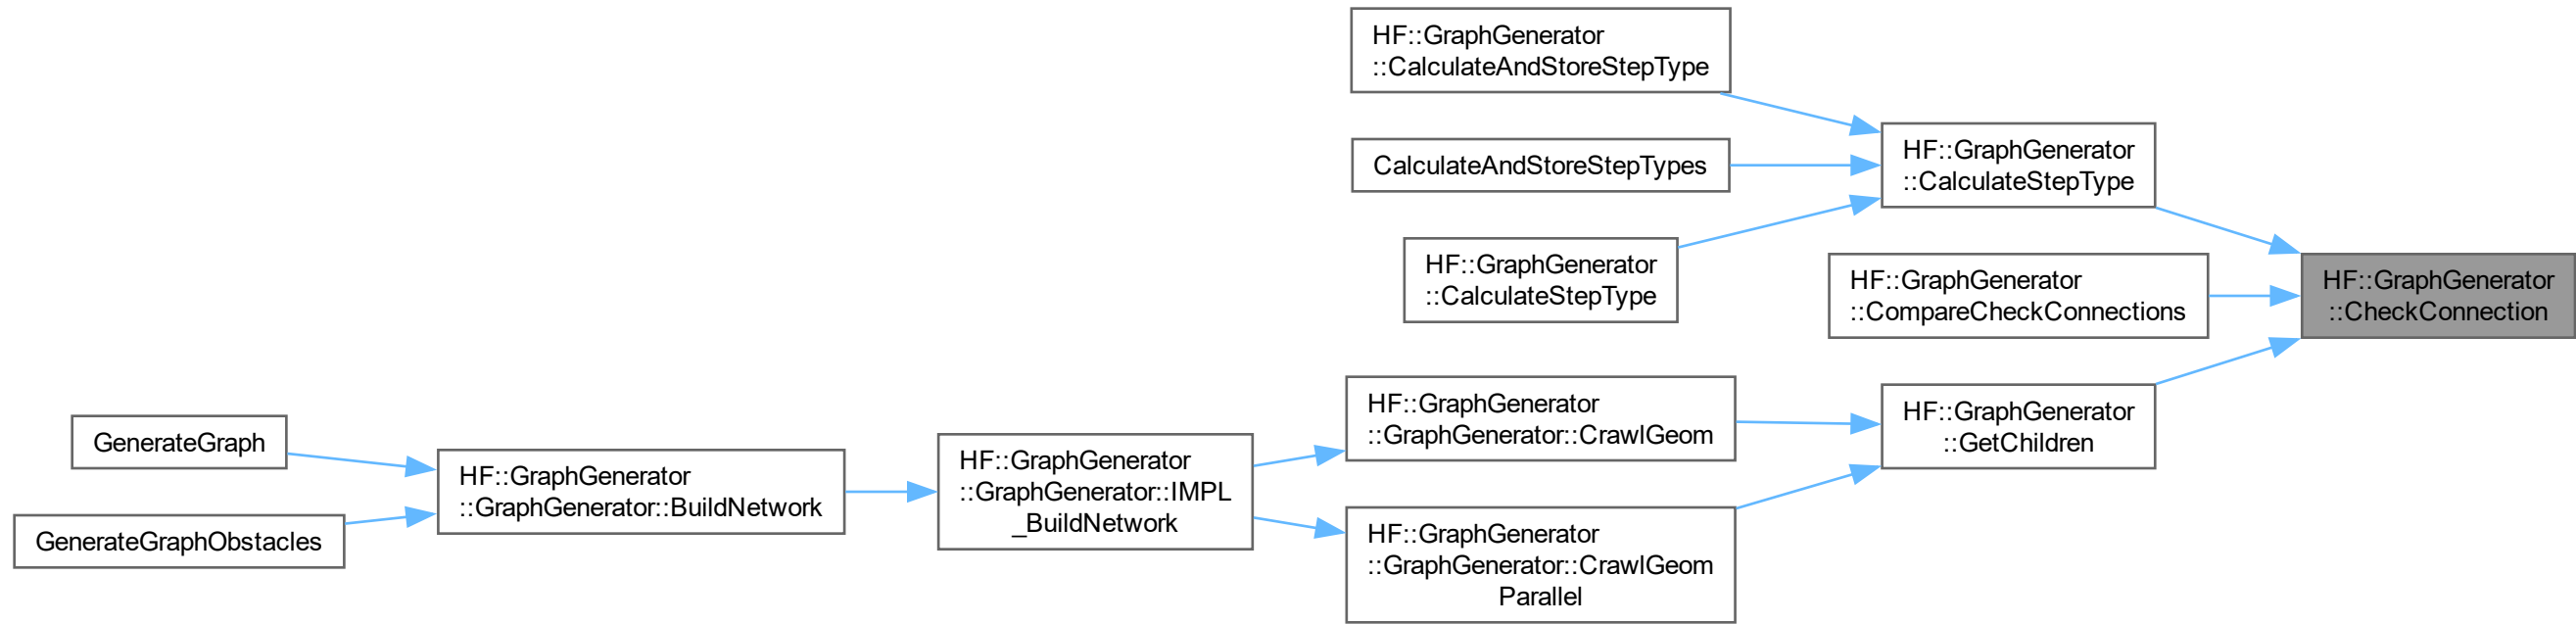 HF::GraphGenerator
::CalculateAndStoreStepType
CalculateAndStoreStepTypes
HF::GraphGenerator
::CalculateStepType
HF::GraphGenerator
::CalculateStepType
HF::GraphGenerator
::CompareCheckConnections
HF::GraphGenerator
::CheckConnection
HF::GraphGenerator
::GetChildren
HF::GraphGenerator
::GraphGenerator::CrawlGeom
HF::GraphGenerator
::GraphGenerator::CrawlGeom
Parallel
HF::GraphGenerator
::GraphGenerator::IMPL
_BuildNetwork
HF::GraphGenerator
::GraphGenerator::BuildNetwork
GenerateGraph
GenerateGraphObstacles